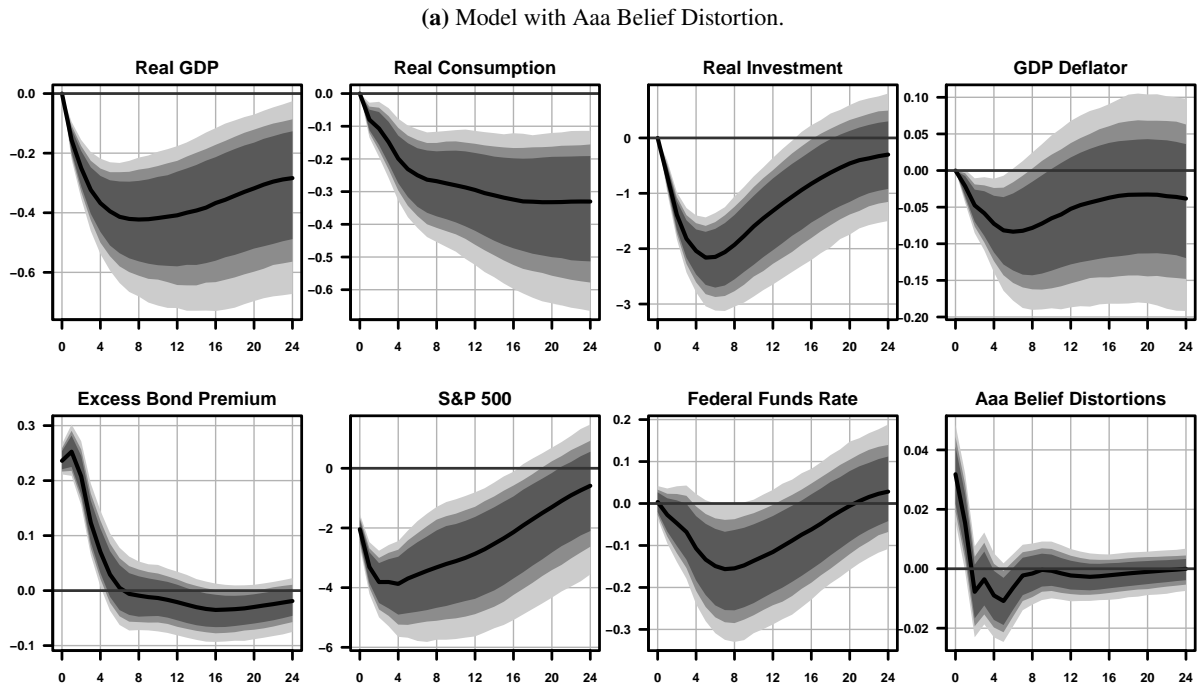 (a) Model with Aaa Belief Distortion.
Real GDP
Real Consumption
Real Investment
GDP Deflator
0.0
−0.2
−0.4
−0.6
0 4 8 12 16 20 24
0.0
−0.1
−0.2
−0.3
−0.4
−0.5
−0.6
0 4 8 12 16 20 24
0
−1
−2
−3
0 4 8 12 16 20 24
0.10
0.05
0.00
−0.05
−0.10
−0.15
−0.20
0 4 8 12 16 20 24
Excess Bond Premium
S&P 500
Federal Funds Rate
Aaa Belief Distortions
0.3
0.2
0.1
0.0
−0.1
0 4 8 12 16 20 24
0
−2
−4
−6
0 4 8 12 16 20 24
0.2
0.1
0.0
−0.1
−0.2
−0.3
0 4 8 12 16 20 24
0.04
0.02
0.00
−0.02
0 4 8 12 16 20 24